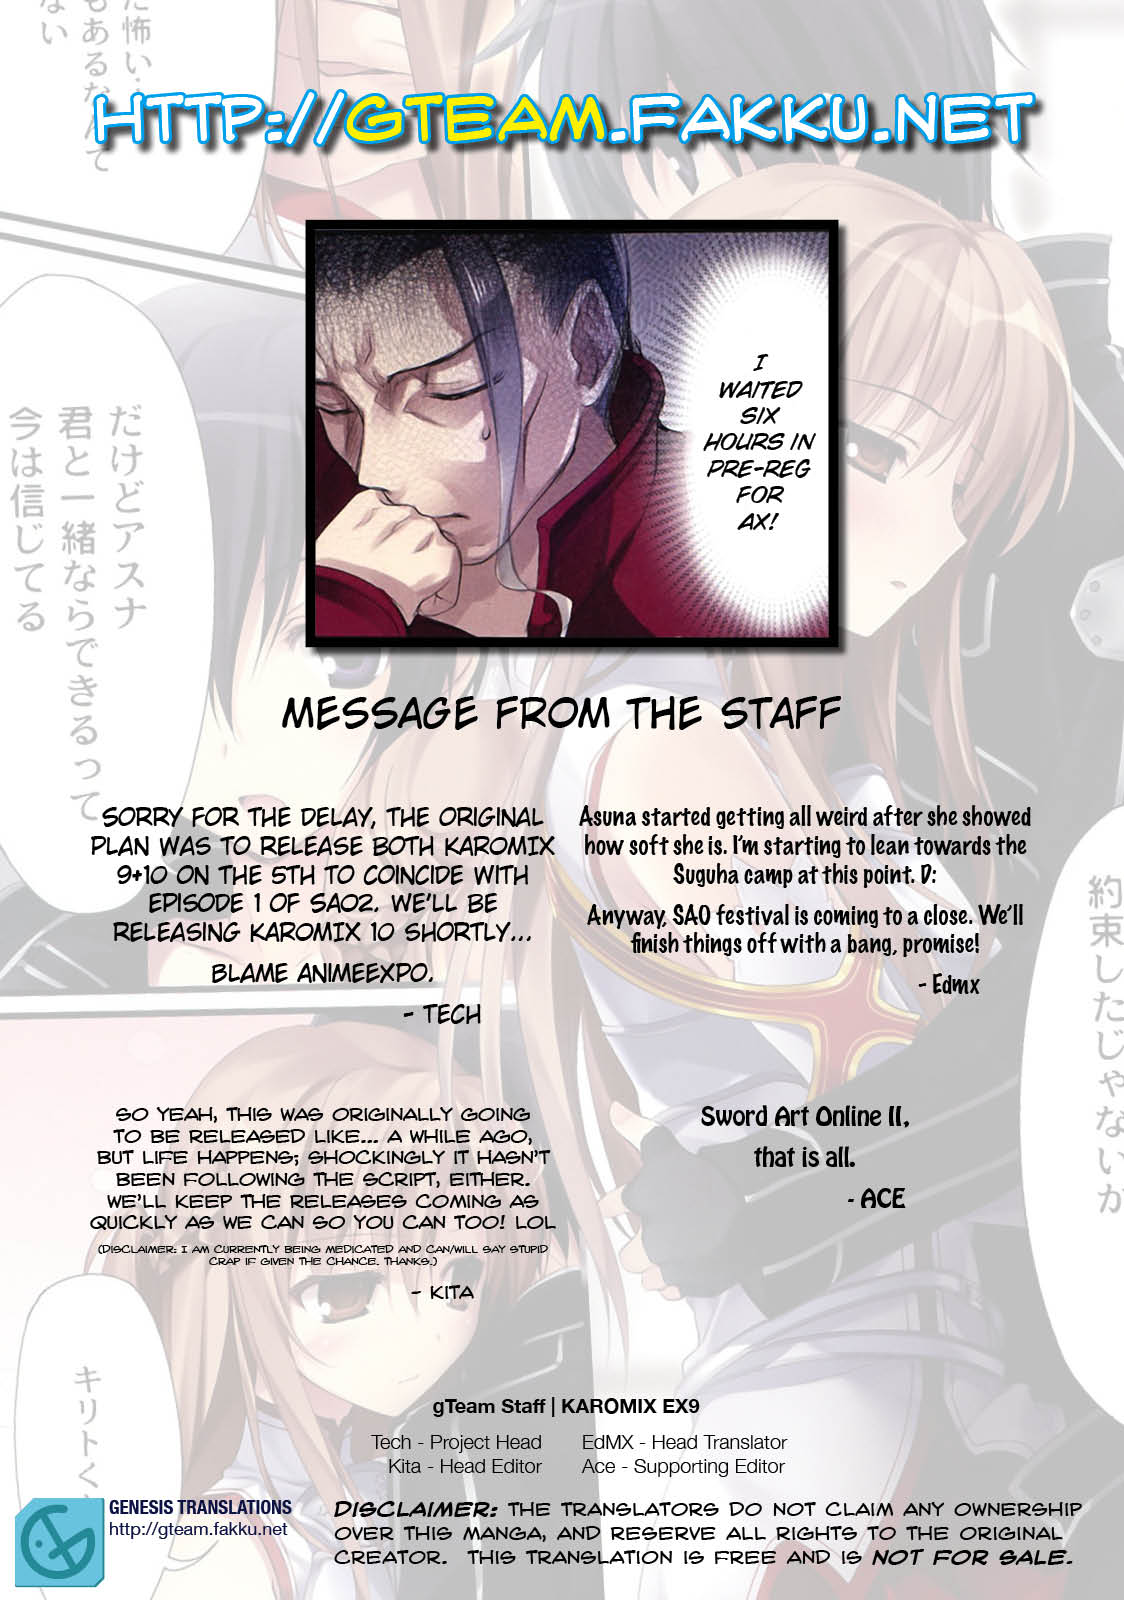 た怖い…
もあるなんて
ない
HTTP://GTEAM.FAKKU.NET
I
WAITED
SIX
HOURS IN
PRE-REG
FOR
AX!
だけどアスナ
君と一緒ならできるって
今は信じてる
MESSAGE FROM THE STAFF
SORRY FOR THE DELAY, THE ORIGINAL
PLAN WAS TO RELEASE BOTH KAROMIX
9+10 ON THE 5TH TO COINCIDE WITH
EPISODE 1 OF SAO2. WE'LL BE
RELEASING KAROMIX 10 SHORTLY...
BLAME ANIMEEXPO.
- TECH
Asuna started getting all weird after she showed
how soft she is. I'm starting to lean towards the
Suguha camp at this point. D:
Anyway, SAO festival is coming to a close. We'll
finish things off with a bang, promise!
- Edmx
約束したじゃないか
SO YEAH, THIS WAS ORIGINALLY GOING
TO BE RELEASED LIKE... A WHILE AGO,
BUT LIFE HAPPENS; SHOCKINGLY IT HASN'T
BEEN FOLLOWING THE SCRIPT, EITHER.
WE'LL KEEP THE RELEASES COMING AS
QUICKLY AS WE CAN SO YOU CAN TOO! LOL
(DISCLAIMER: I AM CURRENTLY BEING MEDICATED AND CAN/WILL SAY STUPID
CRAP IF GIVEN THE CHANCE. THANKS.)
- KITA
Sword Art Online II,
that is all.
- ACE
キリトく
gTeam Staff | KAROMIX EX9
Tech - Project Head
EdMX - Head Translator
Kita - Head Editor
Ace - Supporting Editor
GENESIS TRANSLATIONS
http://gteam.fakku.net
DISCLAIMER: THE TRANSLATORS DO NOT CLAIM ANY OWNERSHIP
OVER THIS MANGA, AND RESERVE ALL RIGHTS TO THE ORIGINAL
CREATOR. THIS TRANSLATION IS FREE AND IS NOT FOR SALE.